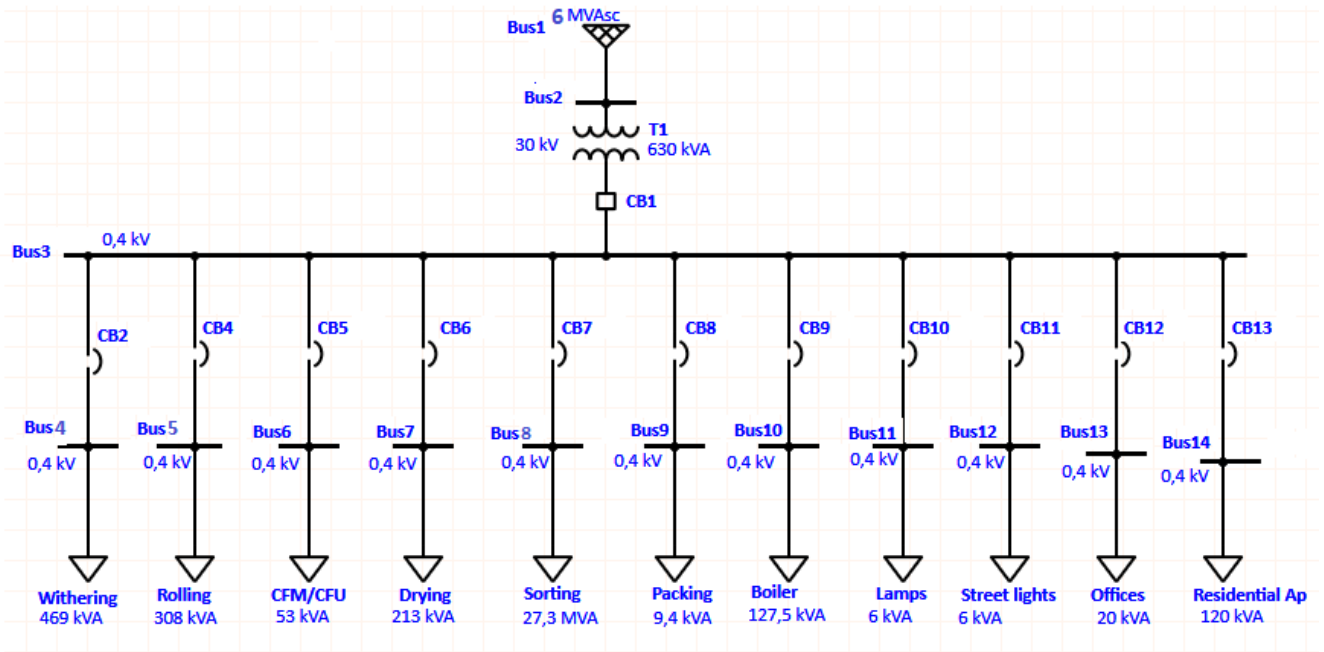 6 MVAsc
Bus1
Bus2
T1
30 kV
630 kVA
CB1
0,4 kV
Bus3
CB2
CB4
CB5
CB6
CB7
CB8
CB9
CB10
CB11
CB12
CB13
Bus4
Bus5
Bus6
Bus7
Bus8
Bus9
Bus10
Bus11
Bus12
Bus13
Bus14
0,4 kV
0,4 kV
0,4 kV
0,4 kV
0,4 kV
0,4 kV
0,4 kV
0,4 kV
0,4 kV
0,4 kV
0,4 kV
Withering
469 kVA
Rolling
308 kVA
CFM/CFU
53 kVA
Drying
213 kVA
Sorting
27,3 MVA
Packing
9,4 kVA
Boiler
127,5 kVA
Lamps
6 kVA
Street lights
6 kVA
Offices
20 kVA
Residential Ap
120 kVA